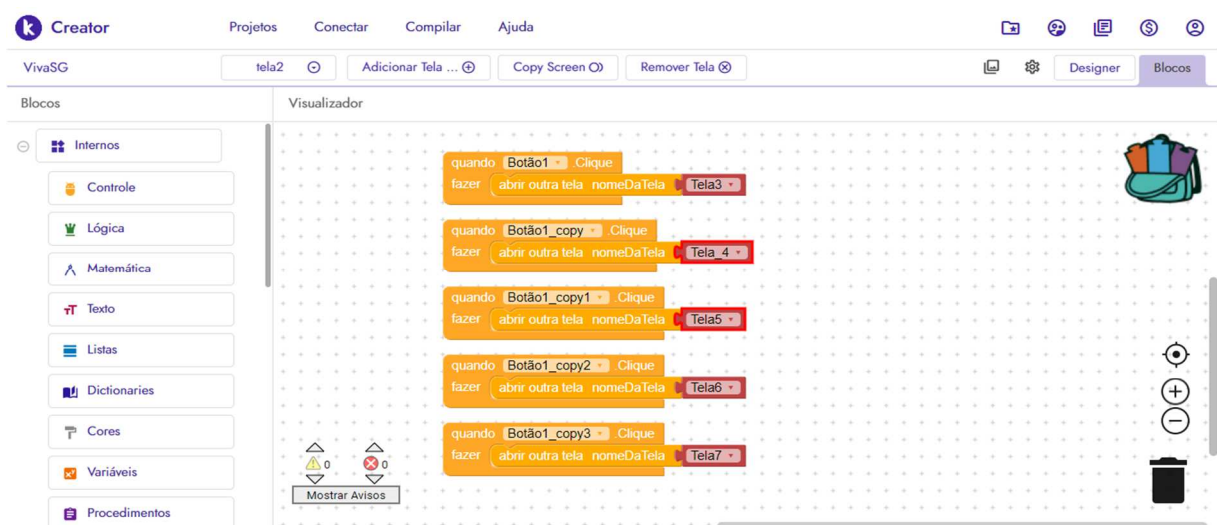 Creator Projetos Conectar Compilar Ajuda
VivaSG tela2 Adicionar Tela ... Copy Screen Remover Tela Designer Blocos
Blocos Visualizador
Internos
Controle
Lógica
Matemática
Texto
Listas
Dictionaries
Cores
Variáveis
Procedimentos
quando Botão1 .Clique
fazer abrir outra tela nomeDaTela Tela3
quando Botão1_copy .Clique
fazer abrir outra tela nomeDaTela Tela_4
quando Botão1_copy1 .Clique
fazer abrir outra tela nomeDaTela Tela5
quando Botão1_copy2 .Clique
fazer abrir outra tela nomeDaTela Tela6
quando Botão1_copy3 .Clique
fazer abrir outra tela nomeDaTela Tela7
0 0
Mostrar Avisos